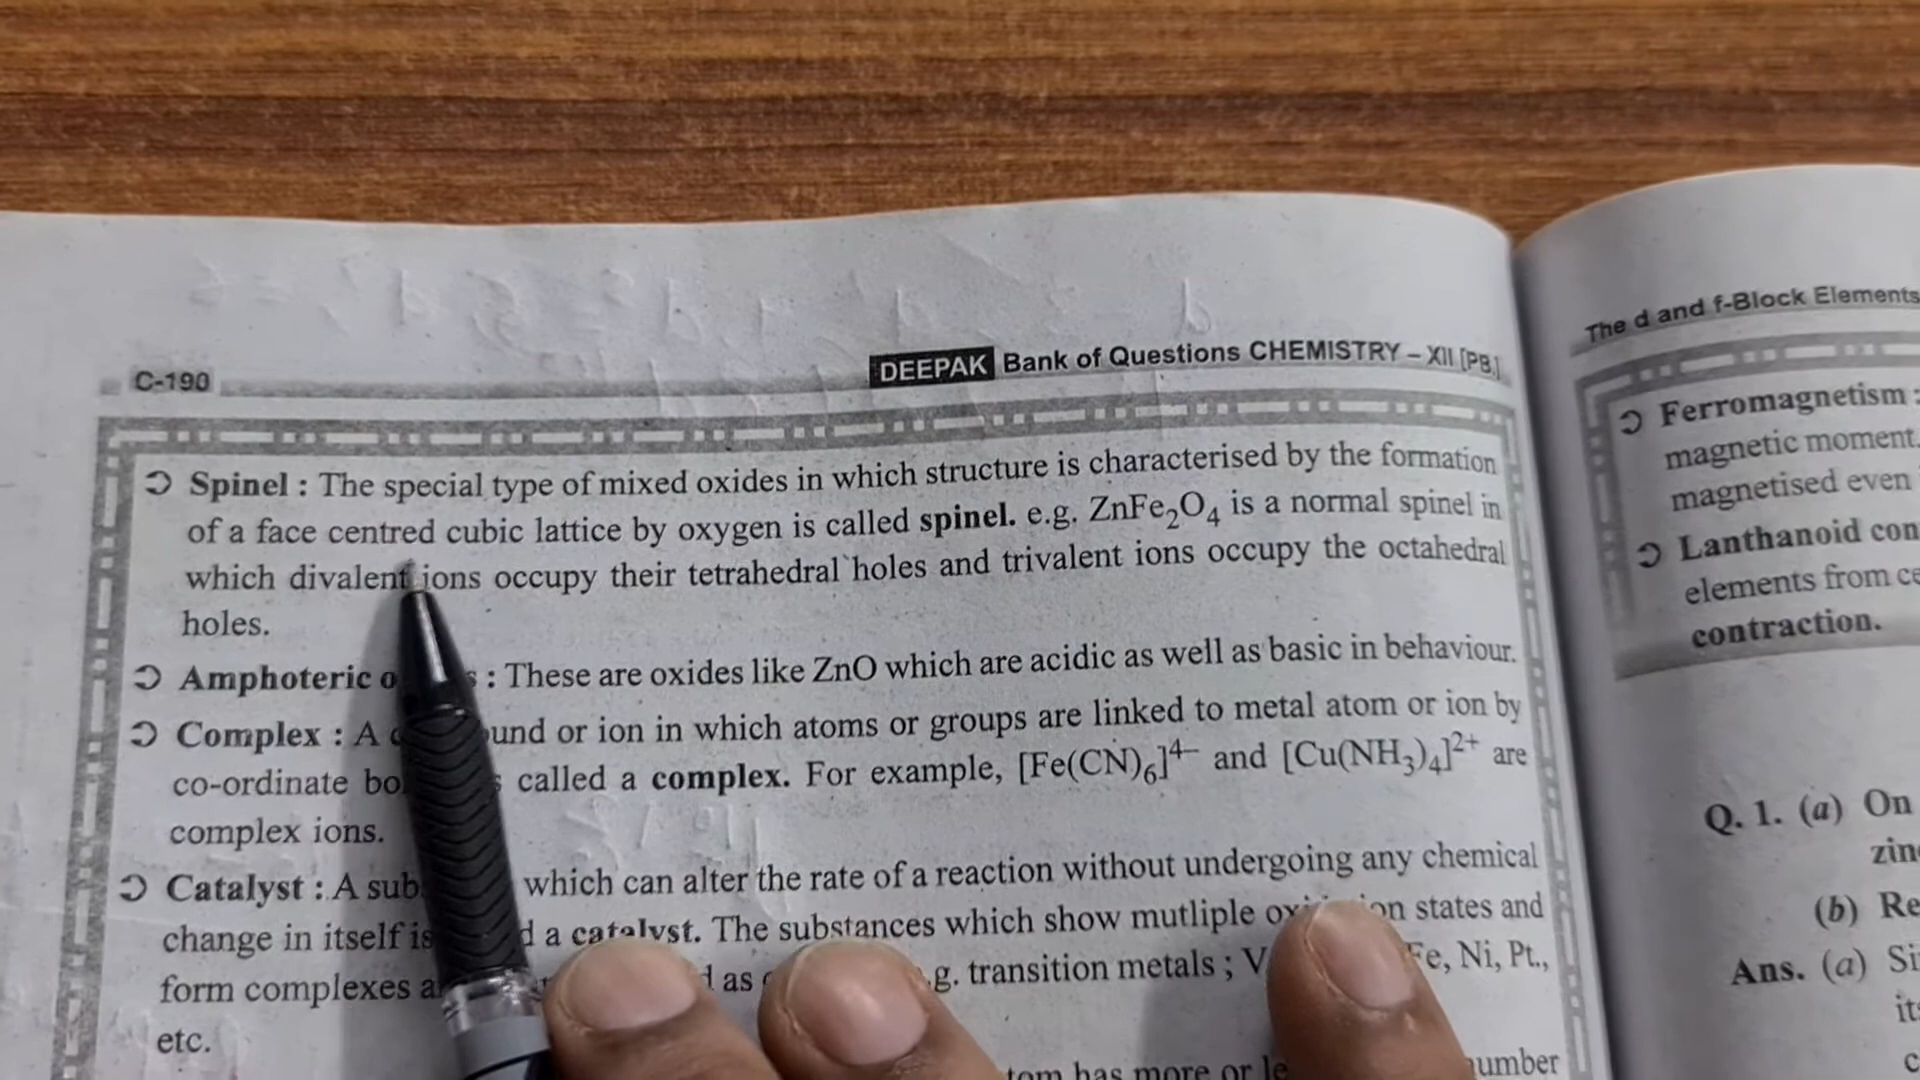 C-190 DEEPAK Bank of Questions CHEMISTRY – XII [PB.]
Spinel : The special type of mixed oxides in which structure is characterised by the formation
of a face centred cubic lattice by oxygen is called spinel. e.g. ZnFe₂O₄ is a normal spinel in
which divalent ions occupy their tetrahedral holes and trivalent ions occupy the octahedral
holes.
Amphoteric : These are oxides like ZnO which are acidic as well as basic in behaviour.
Complex : A und or ion in which atoms or groups are linked to metal atom or ion by
co-ordinate called a complex. For example, [Fe(CN)₆]⁴⁻ and [Cu(NH₃)₄]²⁺ are
complex ions.
Catalyst : A sub which can alter the rate of a reaction without undergoing any chemical
change in itself is a catalyst. The substances which show mutliple states and
form complexes as .g. transition metals ; V Fe, Ni, Pt.,
etc.
tom has more or umber
The d and f-Block Elements
Ferromagnetism :
magnetic moment.
magnetised even
Lanthanoid con
elements from ce
contraction.
Q. 1. (a) On
zin
(b) Re
Ans. (a) Si
it
c